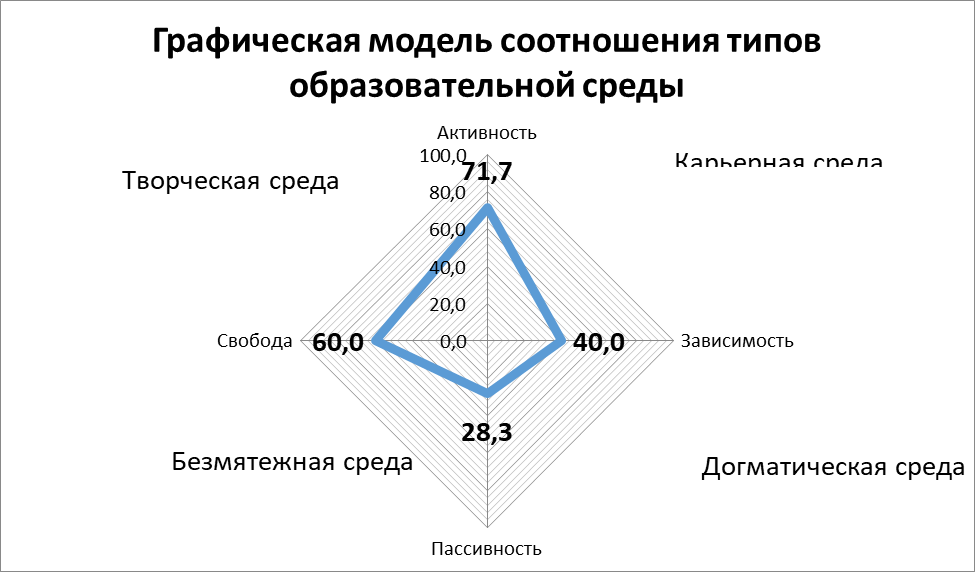 Графическая модель соотношения типов
образовательной среды
Активность
100,0
71,7
Карьерная среда
Творческая среда
80,0
60,0
40,0
20,0
Свобода
60,0
0,0
40,0
Зависимость
28,3
Безмятежная среда
Догматическая среда
Пассивность